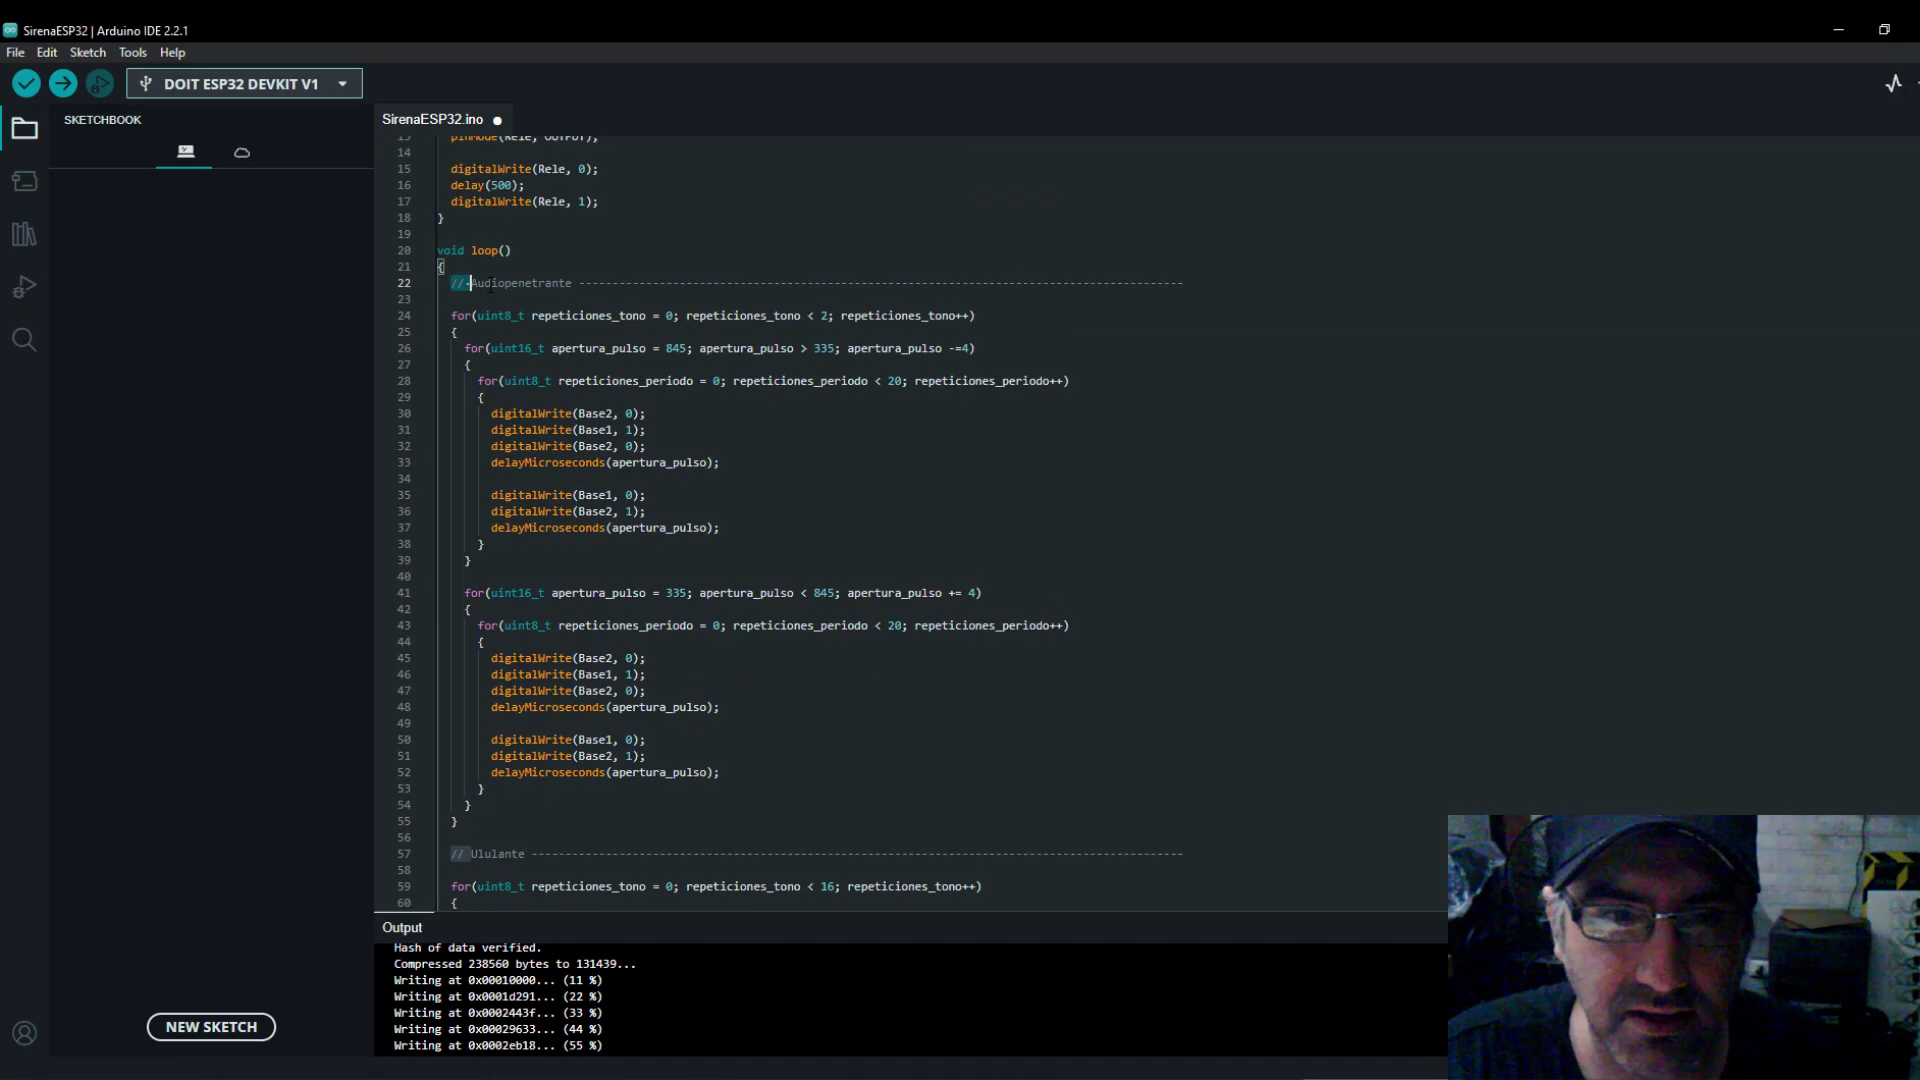 SirenaESP32 | Arduino IDE 2.2.1
File Edit Sketch Tools Help
DOIT ESP32 DEVKIT V1
SKETCHBOOK
SirenaESP32.ino
13 pinMode(Rele, OUTPUT);
14
15 digitalWrite(Rele, 0);
16 delay(500);
17 digitalWrite(Rele, 1);
18 }
19
20 void loop()
21 {
22 // Audiopenetrante ------------------------------------------------------------------------------------------
23
24 for(uint8_t repeticiones_tono = 0; repeticiones_tono < 2; repeticiones_tono++)
25 {
26 for(uint16_t apertura_pulso = 845; apertura_pulso > 335; apertura_pulso -=4)
27 {
28 for(uint8_t repeticiones_periodo = 0; repeticiones_periodo < 20; repeticiones_periodo++)
29 {
30 digitalWrite(Base2, 0);
31 digitalWrite(Base1, 1);
32 digitalWrite(Base2, 0);
33 delayMicroseconds(apertura_pulso);
34
35 digitalWrite(Base1, 0);
36 digitalWrite(Base2, 1);
37 delayMicroseconds(apertura_pulso);
38 }
39 }
40
41 for(uint16_t apertura_pulso = 335; apertura_pulso < 845; apertura_pulso += 4)
42 {
43 for(uint8_t repeticiones_periodo = 0; repeticiones_periodo < 20; repeticiones_periodo++)
44 {
45 digitalWrite(Base2, 0);
46 digitalWrite(Base1, 1);
47 digitalWrite(Base2, 0);
48 delayMicroseconds(apertura_pulso);
49
50 digitalWrite(Base1, 0);
51 digitalWrite(Base2, 1);
52 delayMicroseconds(apertura_pulso);
53 }
54 }
55 }
56
57 // Ululante -------------------------------------------------------------------------------------------------
58
59 for(uint8_t repeticiones_tono = 0; repeticiones_tono < 16; repeticiones_tono++)
60 {
Output
Hash of data verified.
Compressed 238560 bytes to 131439...
Writing at 0x00010000... (11 %)
Writing at 0x0001d291... (22 %)
Writing at 0x0002443f... (33 %)
Writing at 0x00029633... (44 %)
Writing at 0x0002eb18... (55 %)
NEW SKETCH